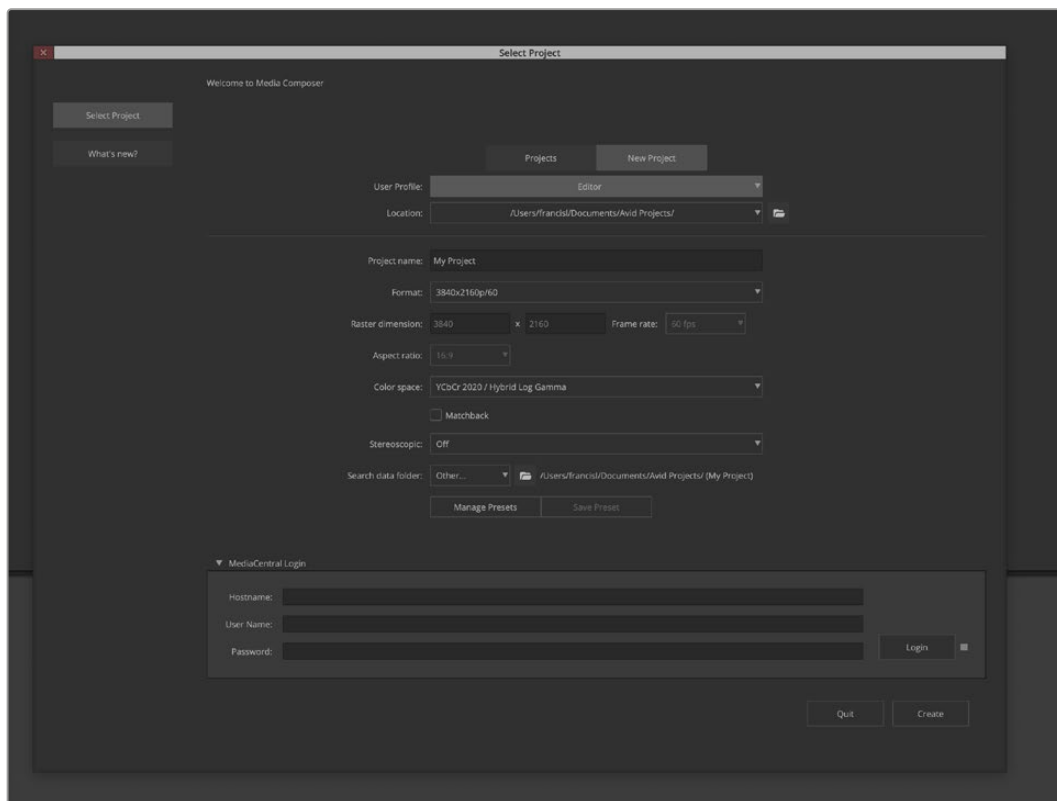 Select Project
Welcome to Media Composer
Select Project
What's new?
Projects New Project
User Profile: Editor
Location: /Users/francisl/Documents/Avid Projects/
Project name: My Project
Format: 3840x2160p/60
Raster dimension: 3840 x 2160 Frame rate: 60 fps
Aspect ratio: 16:9
Color space: YCbCr 2020 / Hybrid Log Gamma
Matchback
Stereoscopic: Off
Search data folder: Other... /Users/francisl/Documents/Avid Projects/ (My Project)
Manage Presets Save Preset
MediaCentral Login
Hostname:
User Name:
Password:
Login
Quit Create